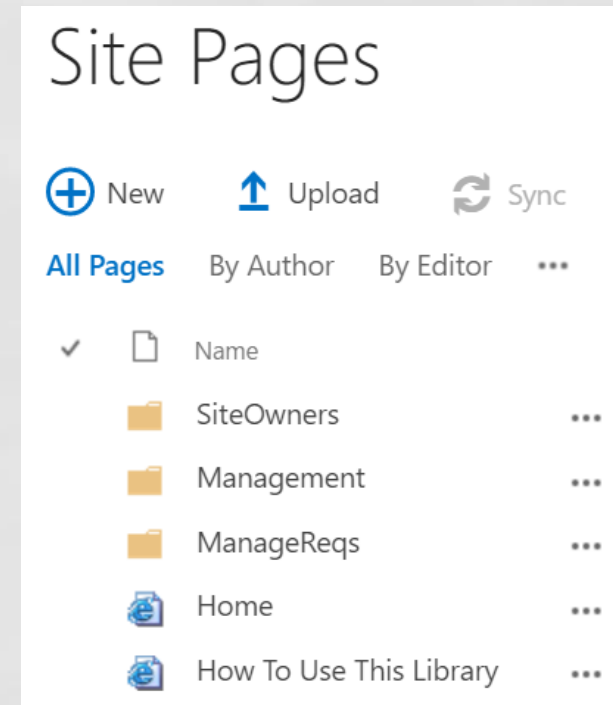 Site Pages
New Upload Sync
All Pages By Author By Editor ...
Name
SiteOwners ...
Management ...
ManageReqs ...
Home ...
How To Use This Library ...